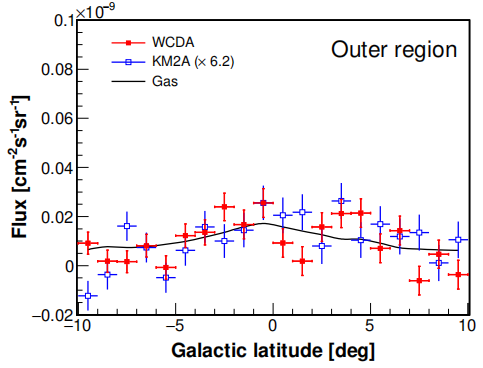 0.1×10⁻⁹
WCDA
KM2A (× 6.2)
Gas
Outer region
0.08
0.06
0.04
0.02
0
−0.02
Flux [cm⁻²s⁻¹sr⁻¹]
−10 −5 0 5 10
Galactic latitude [deg]